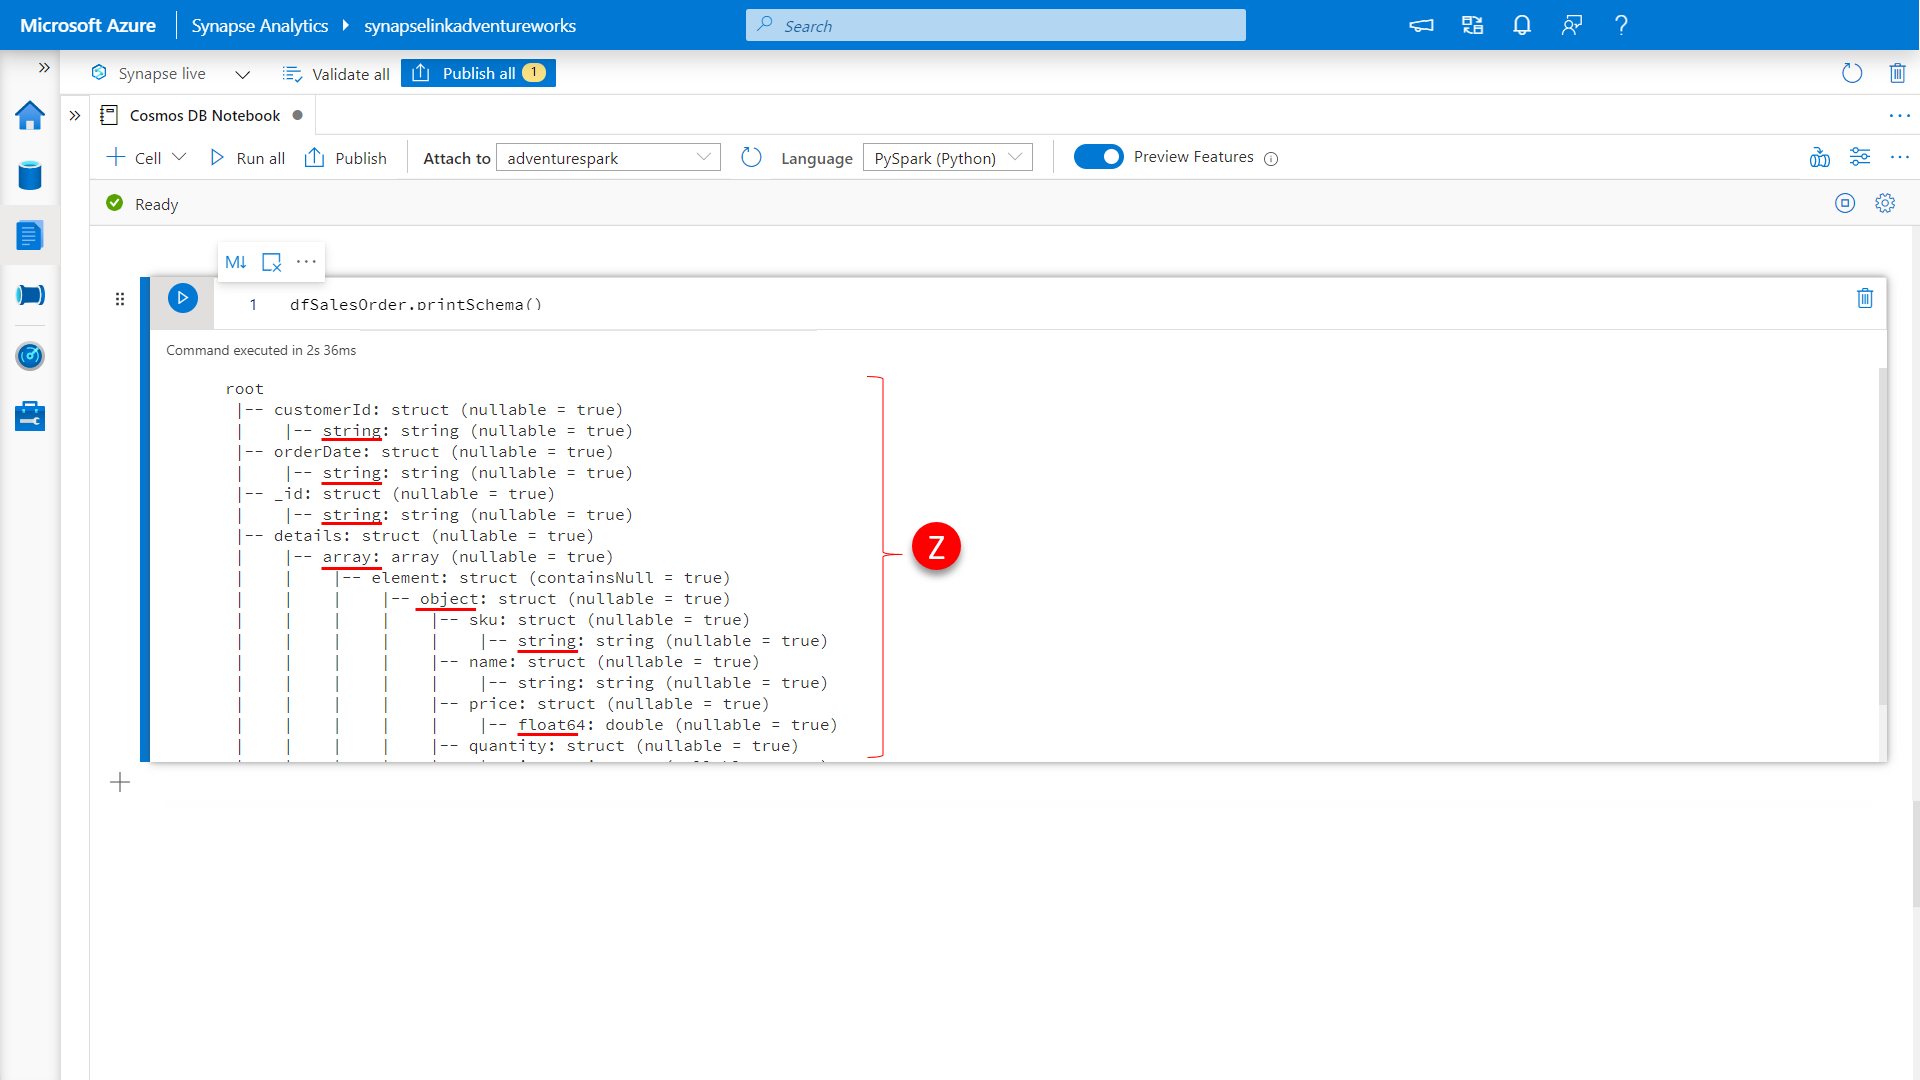 Microsoft Azure Synapse Analytics synapselinkadventureworks Search
Synapse live Validate all Publish all 1
Cosmos DB Notebook
Cell Run all Publish Attach to adventurespark Language PySpark (Python) Preview Features
Ready
M↓ ...
1 dfSalesOrder.printSchema()
Command executed in 2s 36ms
root
|-- customerId: struct (nullable = true)
| |-- string: string (nullable = true)
|-- orderDate: struct (nullable = true)
| |-- string: string (nullable = true)
|-- _id: struct (nullable = true)
| |-- string: string (nullable = true)
|-- details: struct (nullable = true)
| |-- array: array (nullable = true)
| | |-- element: struct (containsNull = true)
| | | |-- object: struct (nullable = true)
| | | | |-- sku: struct (nullable = true)
| | | | | |-- string: string (nullable = true)
| | | | |-- name: struct (nullable = true)
| | | | | |-- string: string (nullable = true)
| | | | |-- price: struct (nullable = true)
| | | | | |-- float64: double (nullable = true)
| | | | |-- quantity: struct (nullable = true)
Z